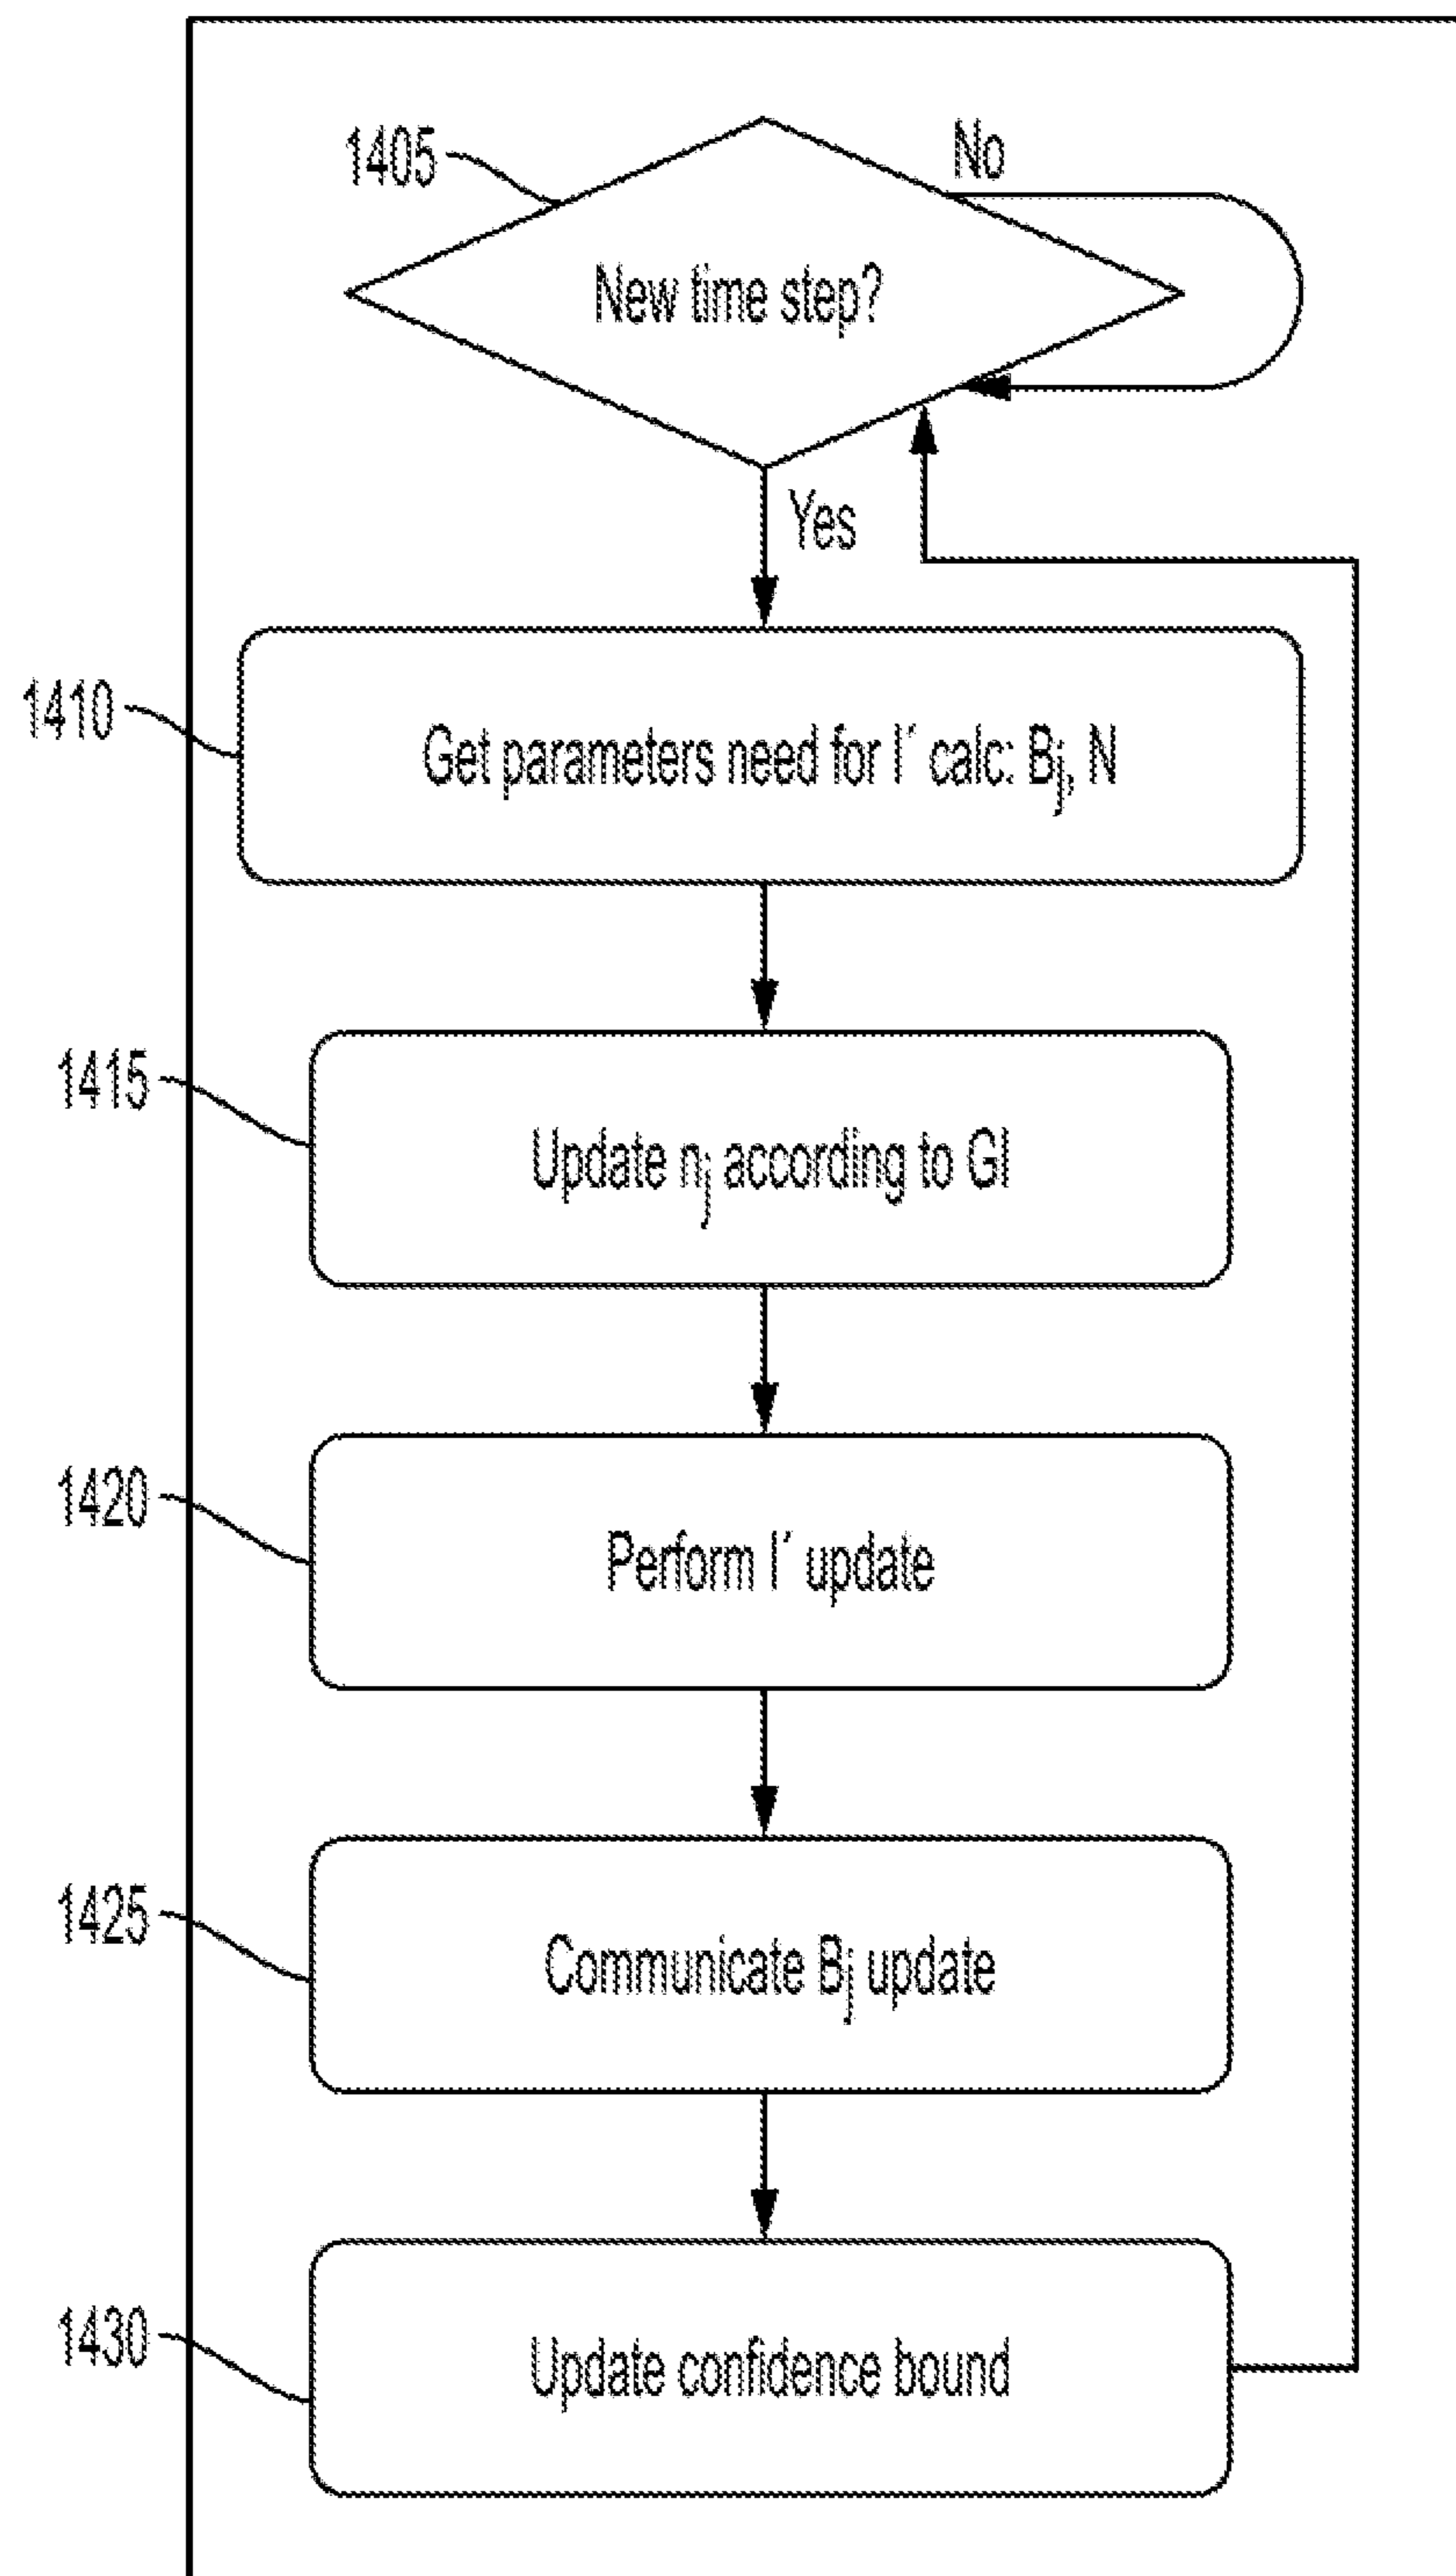 1405
No
New time step?
Yes
1410
Get parameters need for I´ calc: Bj, N
1415
Update nj according to GI
1420
Perform I´ update
1425
Communicate Bj update
1430
Update confidence bound